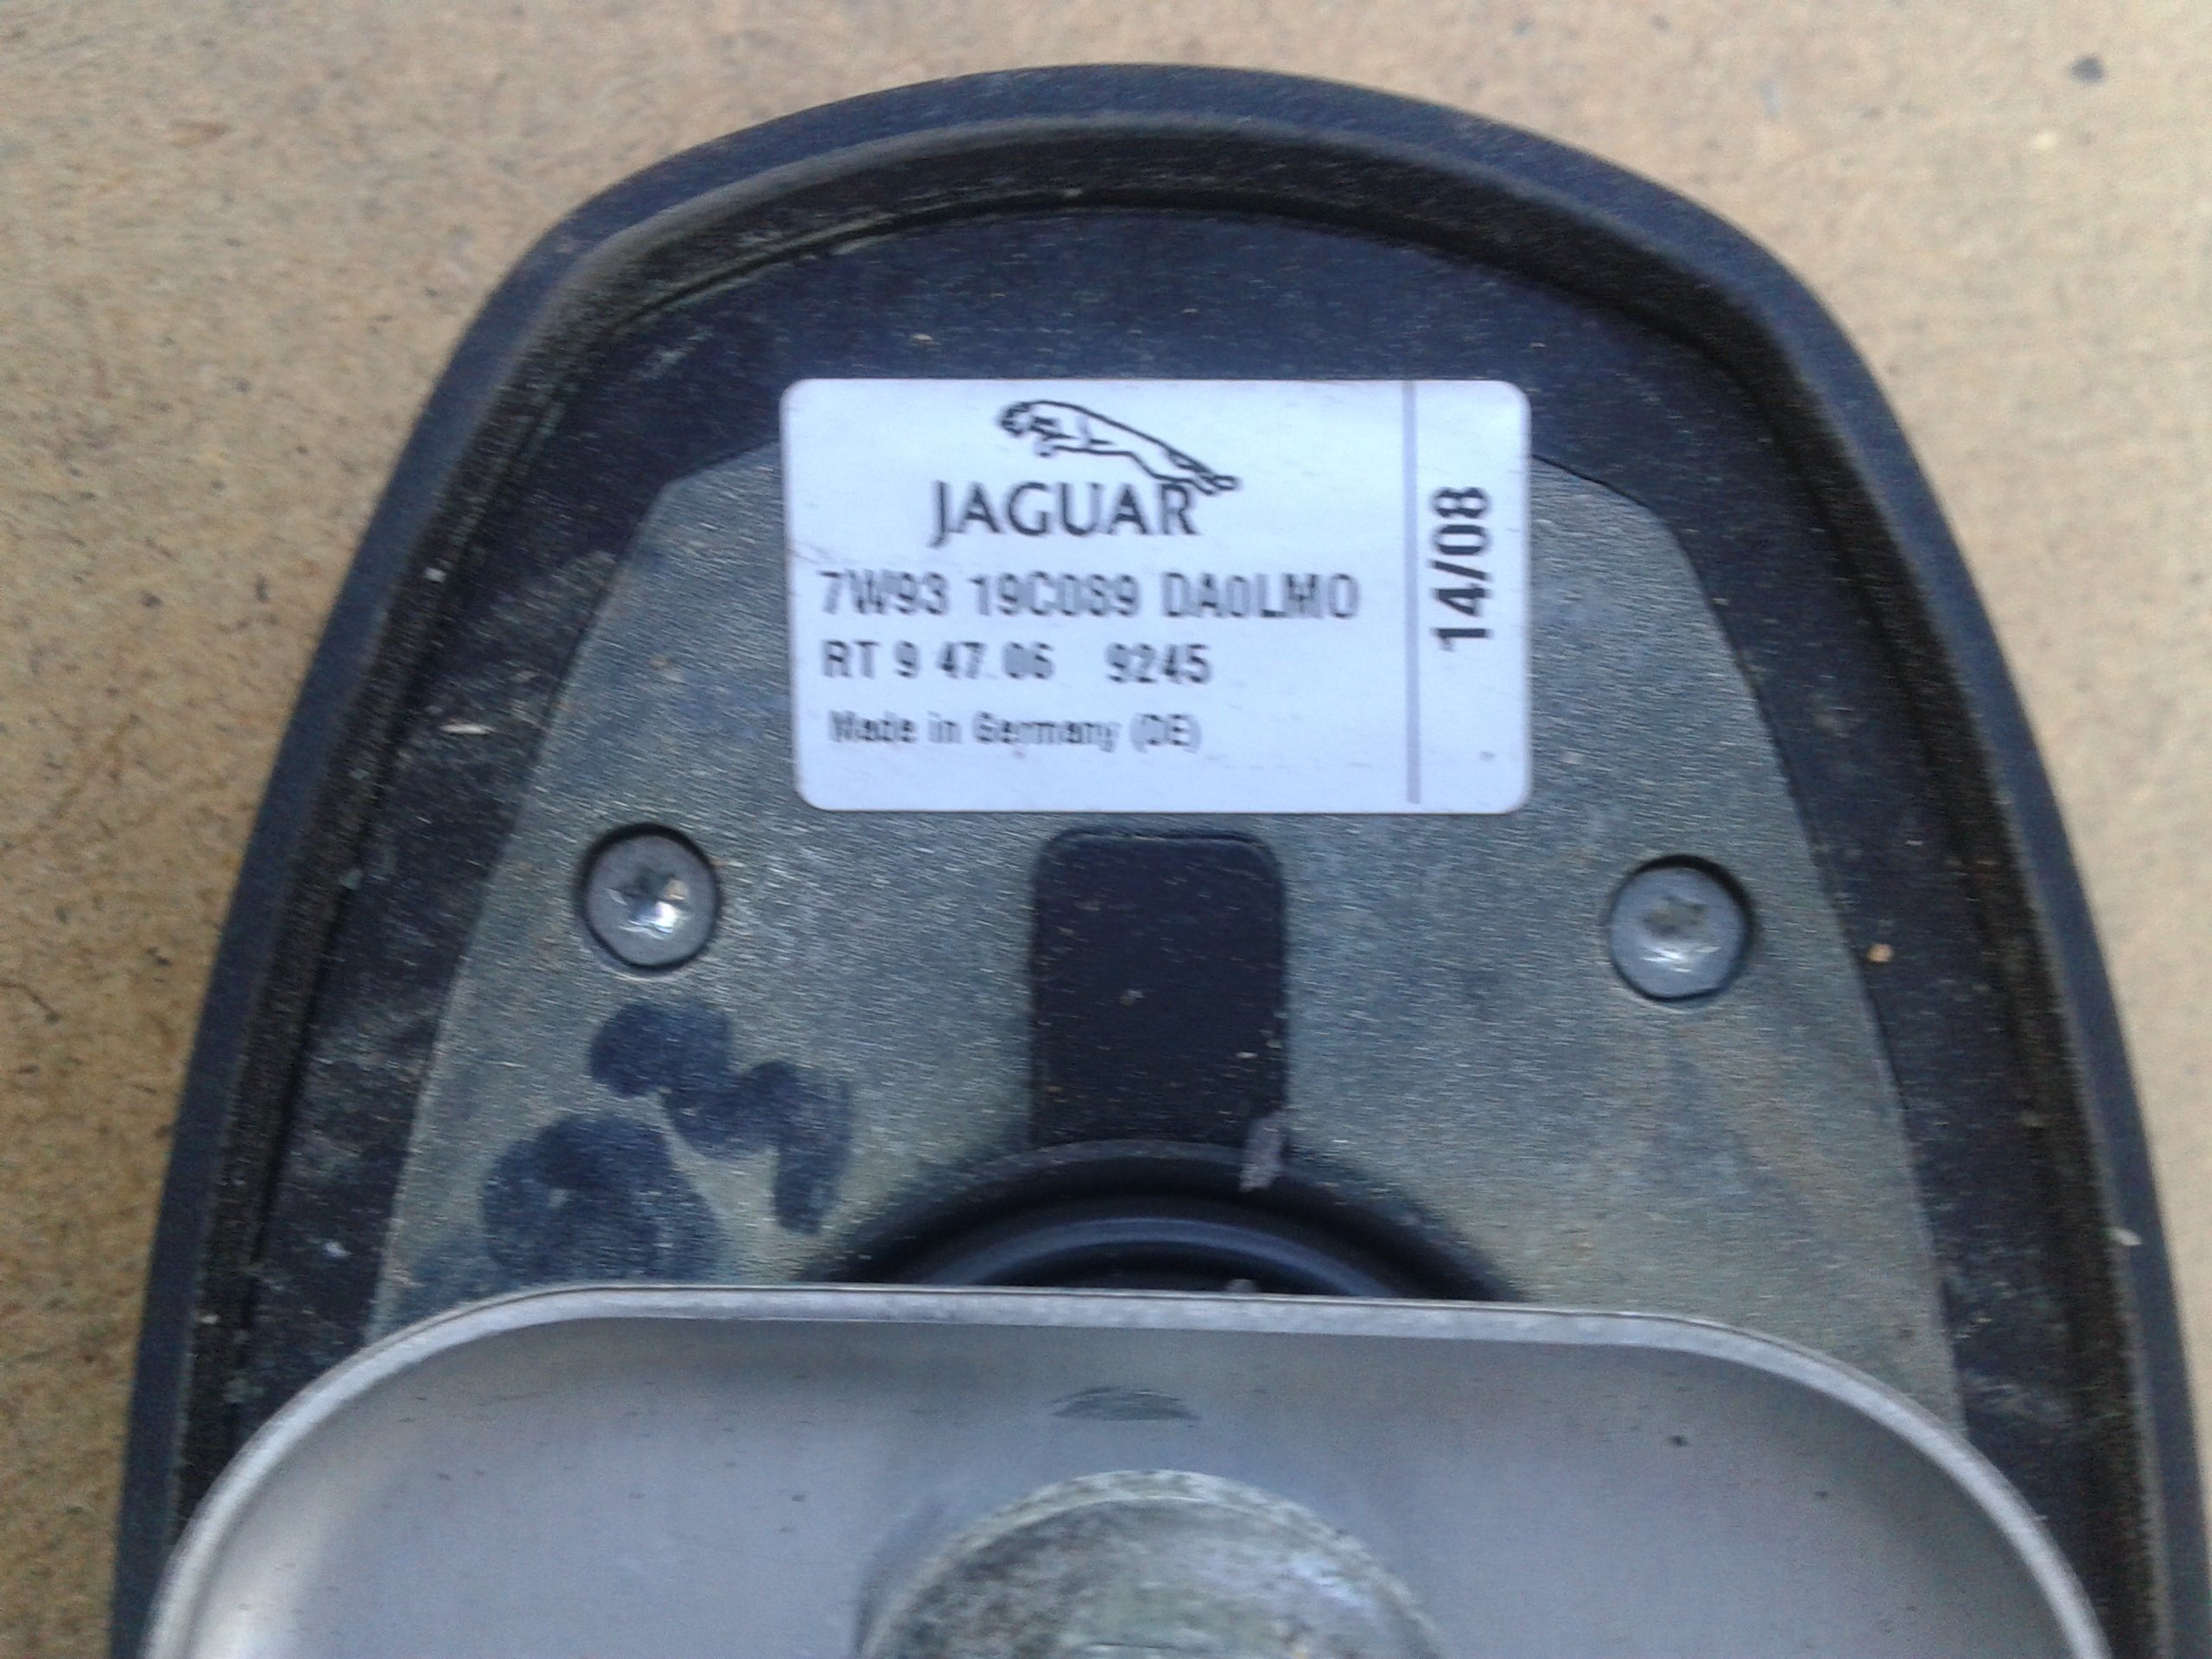 JAGUAR
7W93 19C089 DA0LMO
RT 9 47.06 9245
Made in Germany (DE)
14/08